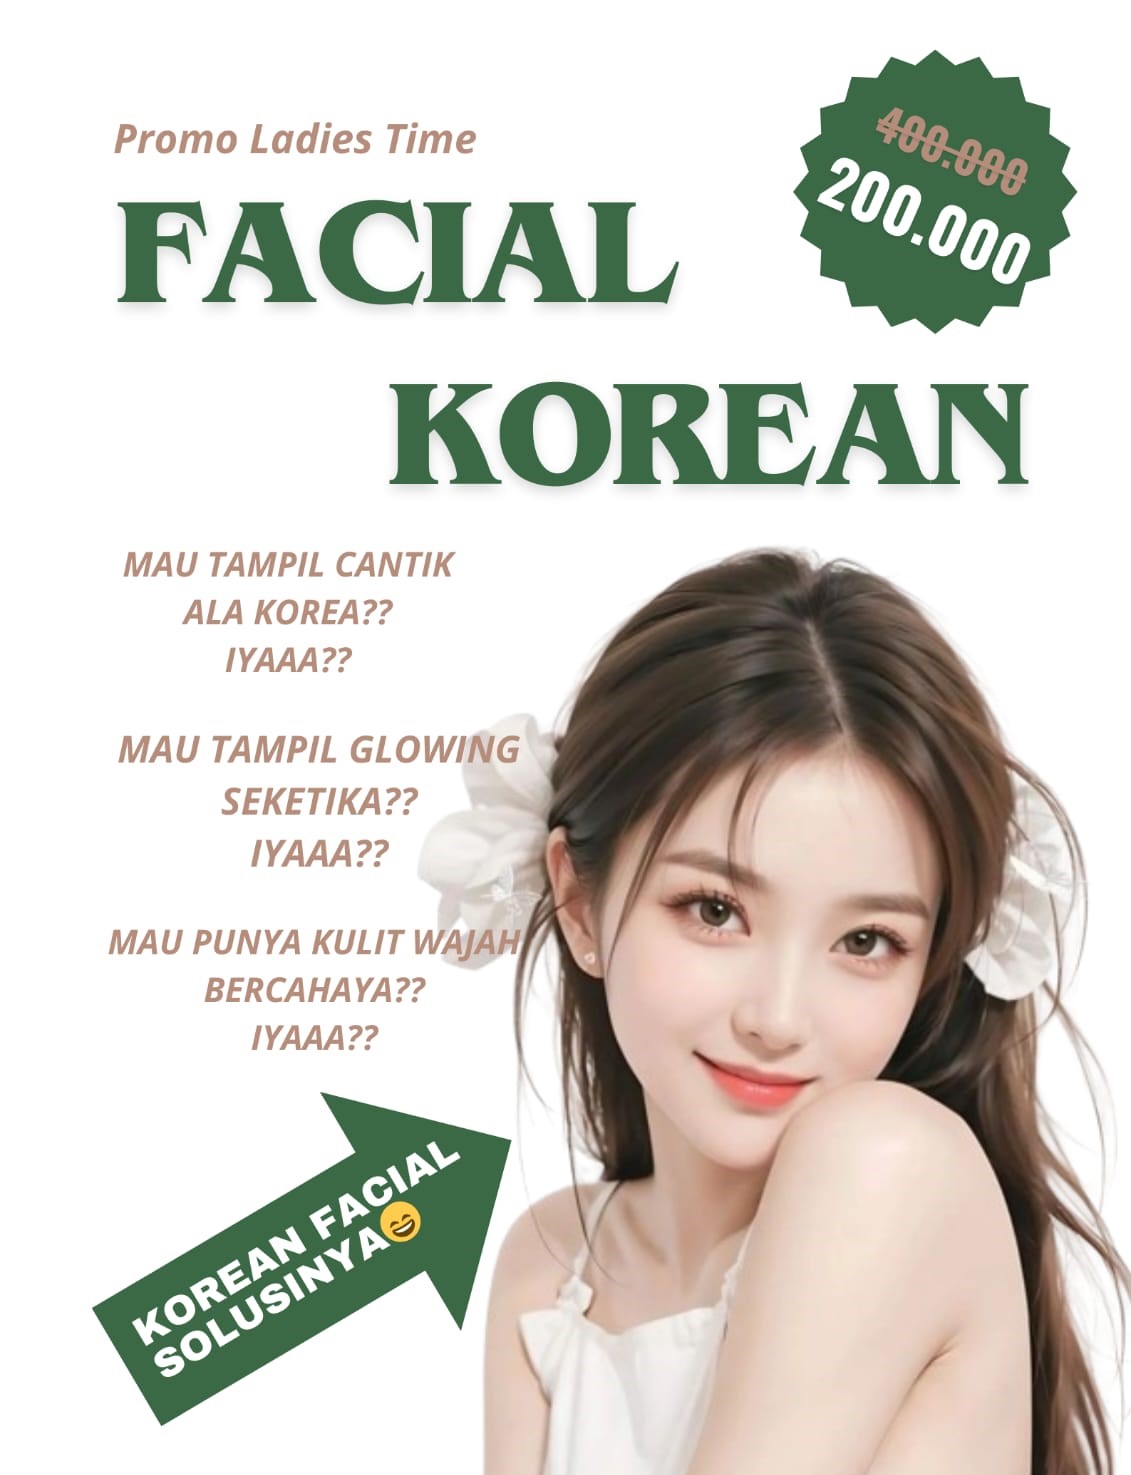 Promo Ladies Time
400.000
200.000
FACIAL
KOREAN
MAU TAMPIL CANTIK
ALA KOREA??
IYAAA??
MAU TAMPIL GLOWING
SEKETIKA??
IYAAA??
MAU PUNYA KULIT WAJAH
BERCAHAYA??
IYAAA??
KOREAN FACIAL
SOLUSINYA😄